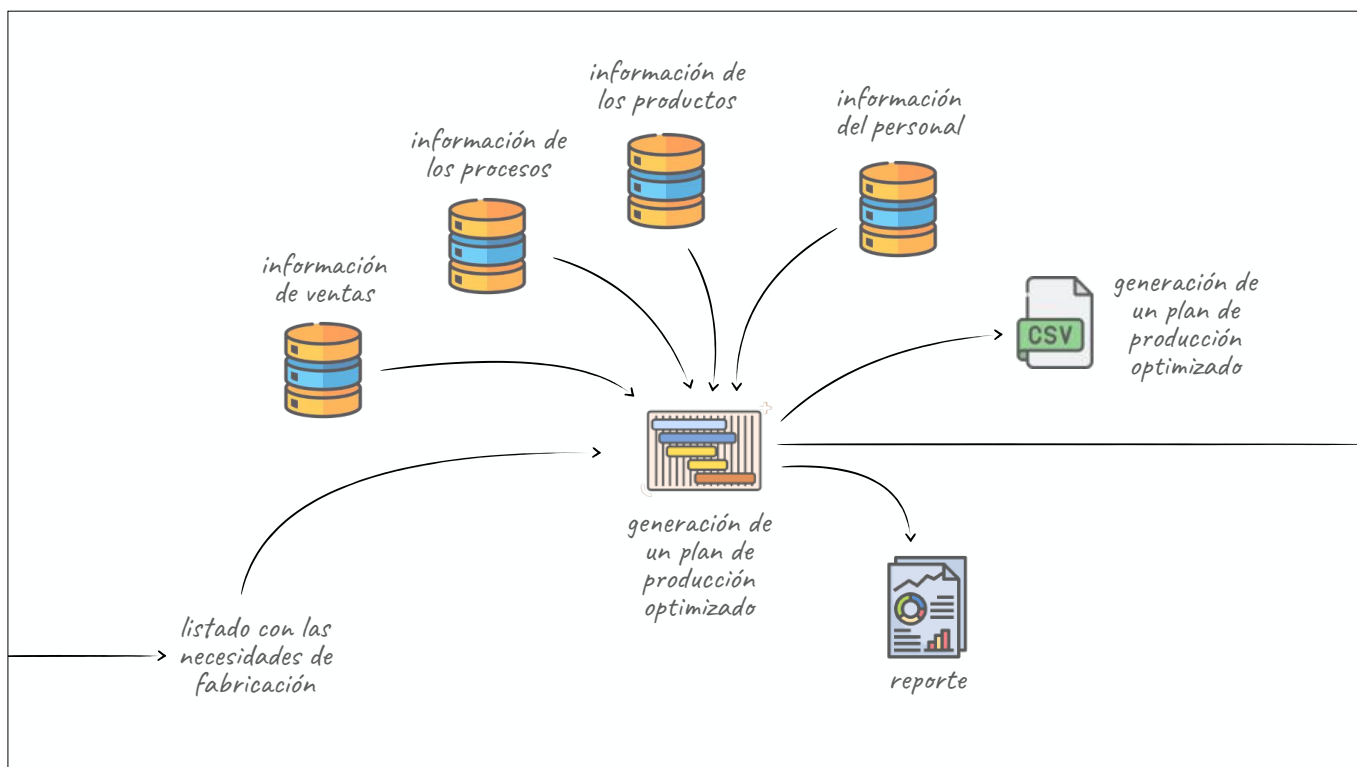 información de
los productos
información
del personal
información de
los procesos
información
de ventas
CSV
generación de
un plan de
producción
optimizado
generación de
un plan de
producción
optimizado
listado con las
necesidades de
fabricación
reporte